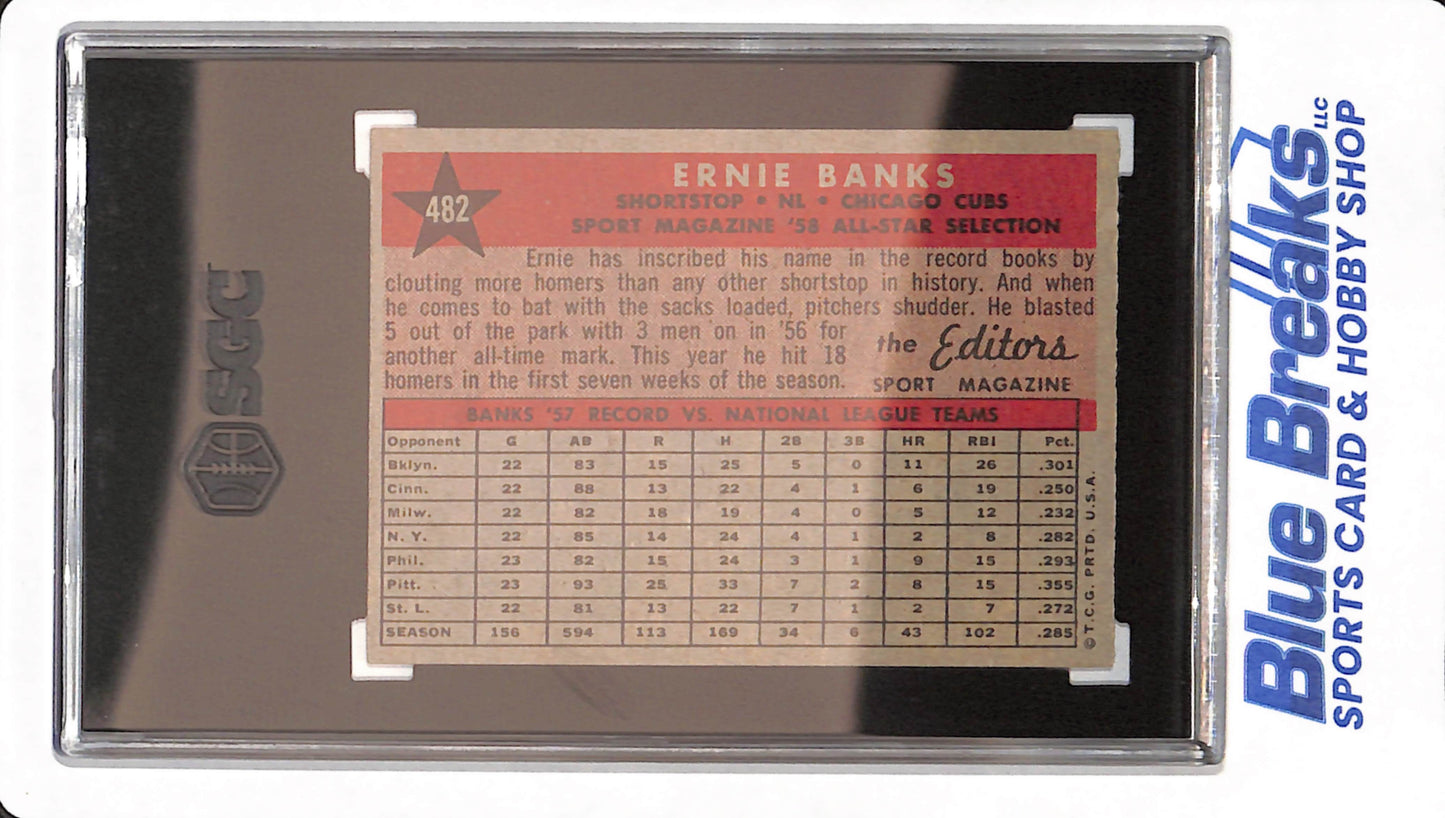 482
ERNIE BANKS
SHORTSTOP • NL • CHICAGO CUBS
SPORT MAGAZINE '58 ALL-STAR SELECTION
Ernie has inscribed his name in the record books by
clouting more homers than any other shortstop in history. And when
he comes to bat with the sacks loaded, pitchers shudder. He blasted
5 out of the park with 3 men on in '56 for
another all-time mark. This year he hit 18
homers in the first seven weeks of the season.
the Editors
SPORT MAGAZINE
BANKS '57 RECORD VS. NATIONAL LEAGUE TEAMS
Opponent G AB R H 2B 3B HR RBI Pct.
Bklyn. 22 83 15 25 5 0 11 26 .301
Cinn. 22 88 13 22 4 1 6 19 .250
Milw. 22 82 18 19 4 0 5 12 .232
N. Y. 22 85 14 24 4 1 2 8 .282
Phil. 23 82 15 24 3 1 9 15 .293
Pitt. 23 93 25 33 7 2 8 15 .355
St. L. 22 81 13 22 7 1 2 7 .272
SEASON 156 594 113 169 34 6 43 102 .285
© T.C.G. PRTD. U.S.A.
SGC
Blue Breaks LLC
SPORTS CARD & HOBBY SHOP